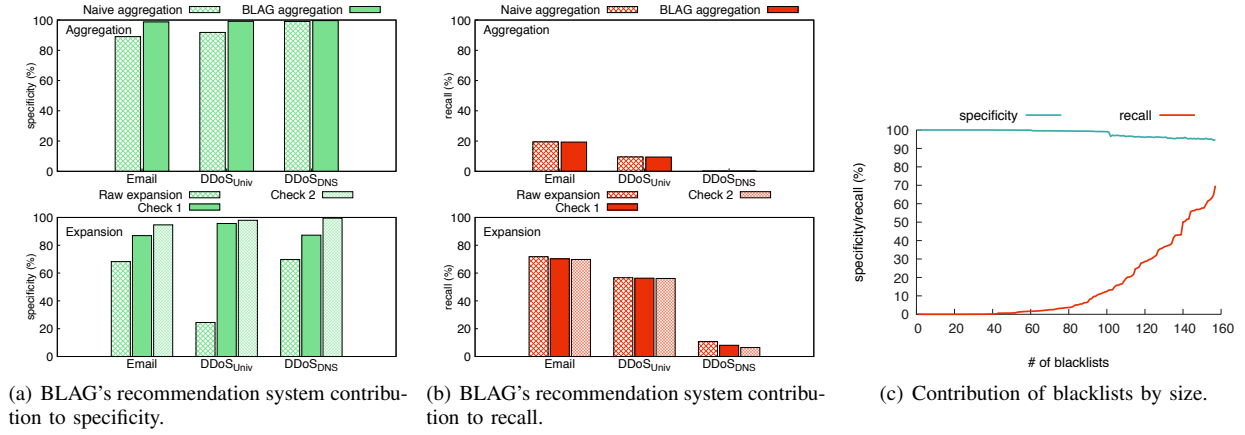 Naive aggregation BLAG aggregation
Aggregation
specificity (%)
100
80
60
40
20
0
Email DDoSUniv DDoSDNS
Raw expansion Check 2
Check 1
Expansion
specificity (%)
100
80
60
40
20
0
Email DDoSUniv DDoSDNS
(a) BLAG's recommendation system contribu-
tion to specificity.
Naive aggregation BLAG aggregation
Aggregation
recall (%)
100
80
60
40
20
0
Email DDoSUniv DDoSDNS
Raw expansion Check 2
Check 1
Expansion
recall (%)
100
80
60
40
20
0
Email DDoSUniv DDoSDNS
(b) BLAG's recommendation system contribu-
tion to recall.
specificity recall
specificity/recall (%)
100
90
80
70
60
50
40
30
20
10
0
0 20 40 60 80 100 120 140 160
# of blacklists
(c) Contribution of blacklists by size.